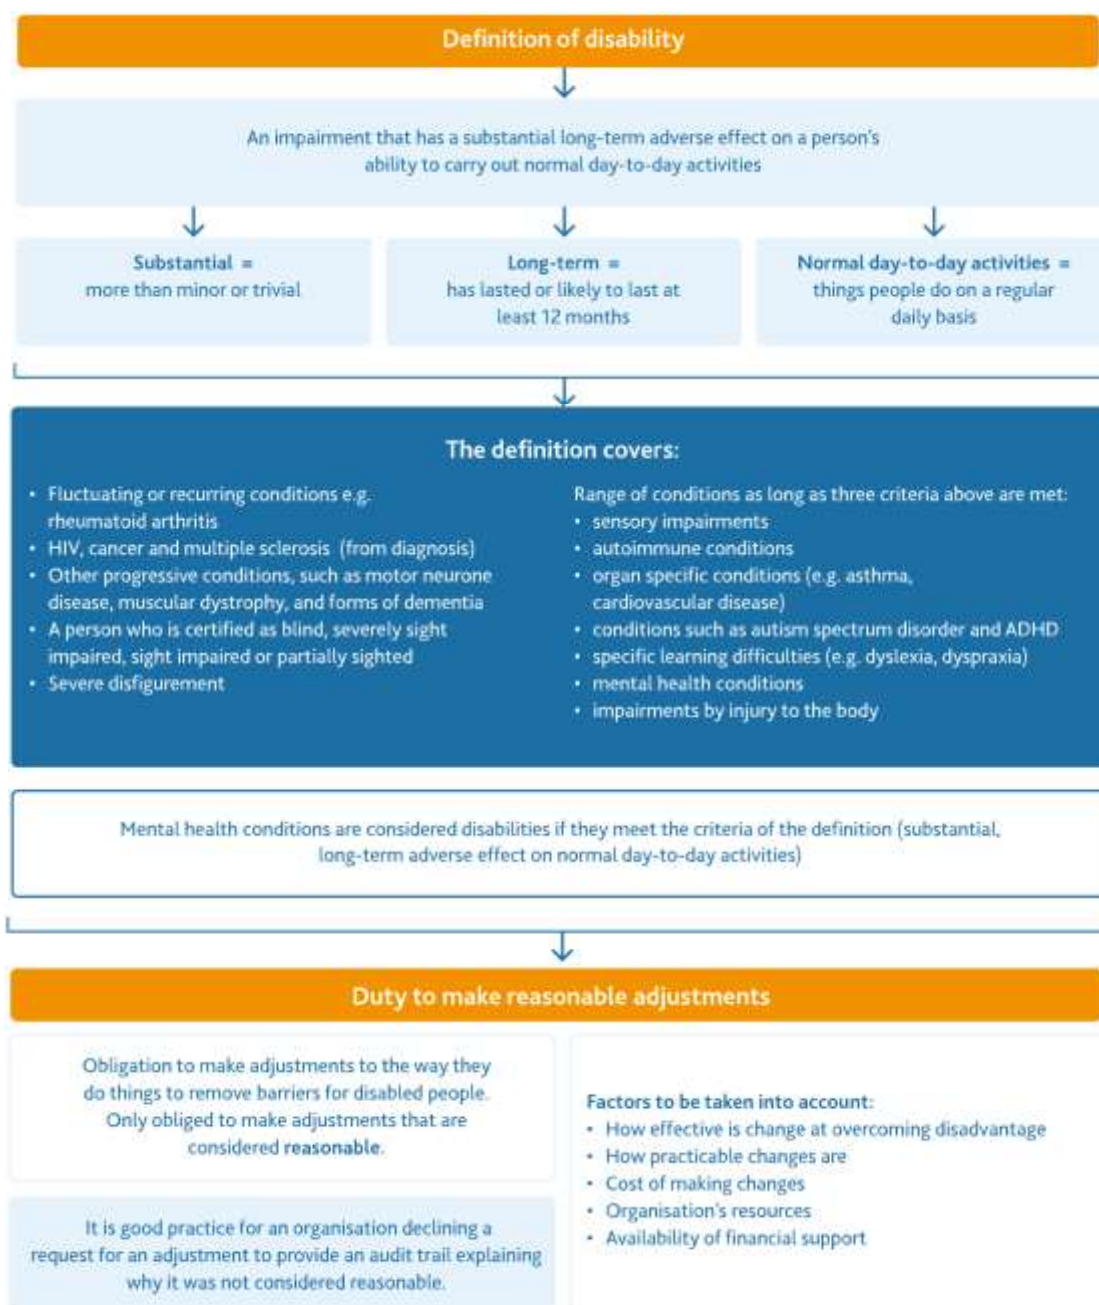 Definition of disability
An impairment that has a substantial long-term adverse effect on a person's
ability to carry out normal day-to-day activities
Substantial =
more than minor or trivial
Long-term =
has lasted or likely to last at
least 12 months
Normal day-to-day activities =
things people do on a regular
daily basis
The definition covers:
• Fluctuating or recurring conditions e.g.
rheumatoid arthritis
• HIV, cancer and multiple sclerosis (from diagnosis)
• Other progressive conditions, such as motor neurone
disease, muscular dystrophy, and forms of dementia
• A person who is certified as blind, severely sight
impaired, sight impaired or partially sighted
• Severe disfigurement
Range of conditions as long as three criteria above are met:
• sensory impairments
• autoimmune conditions
• organ specific conditions (e.g. asthma,
cardiovascular disease)
• conditions such as autism spectrum disorder and ADHD
• specific learning difficulties (e.g. dyslexia, dyspraxia)
• mental health conditions
• impairments by injury to the body
Mental health conditions are considered disabilities if they meet the criteria of the definition (substantial,
long-term adverse effect on normal day-to-day activities)
Duty to make reasonable adjustments
Obligation to make adjustments to the way they
do things to remove barriers for disabled people.
Only obliged to make adjustments that are
considered reasonable.
It is good practice for an organisation declining a
request for an adjustment to provide an audit trail explaining
why it was not considered reasonable.
Factors to be taken into account:
• How effective is change at overcoming disadvantage
• How practicable changes are
• Cost of making changes
• Organisation's resources
• Availability of financial support